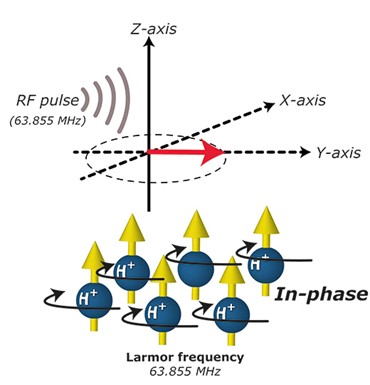 Z-axis
RF pulse
(63.855 MHz)
X-axis
Y-axis
H+
H+
H+
H+
H+
H+
In-phase
Larmor frequency
63.855 MHz